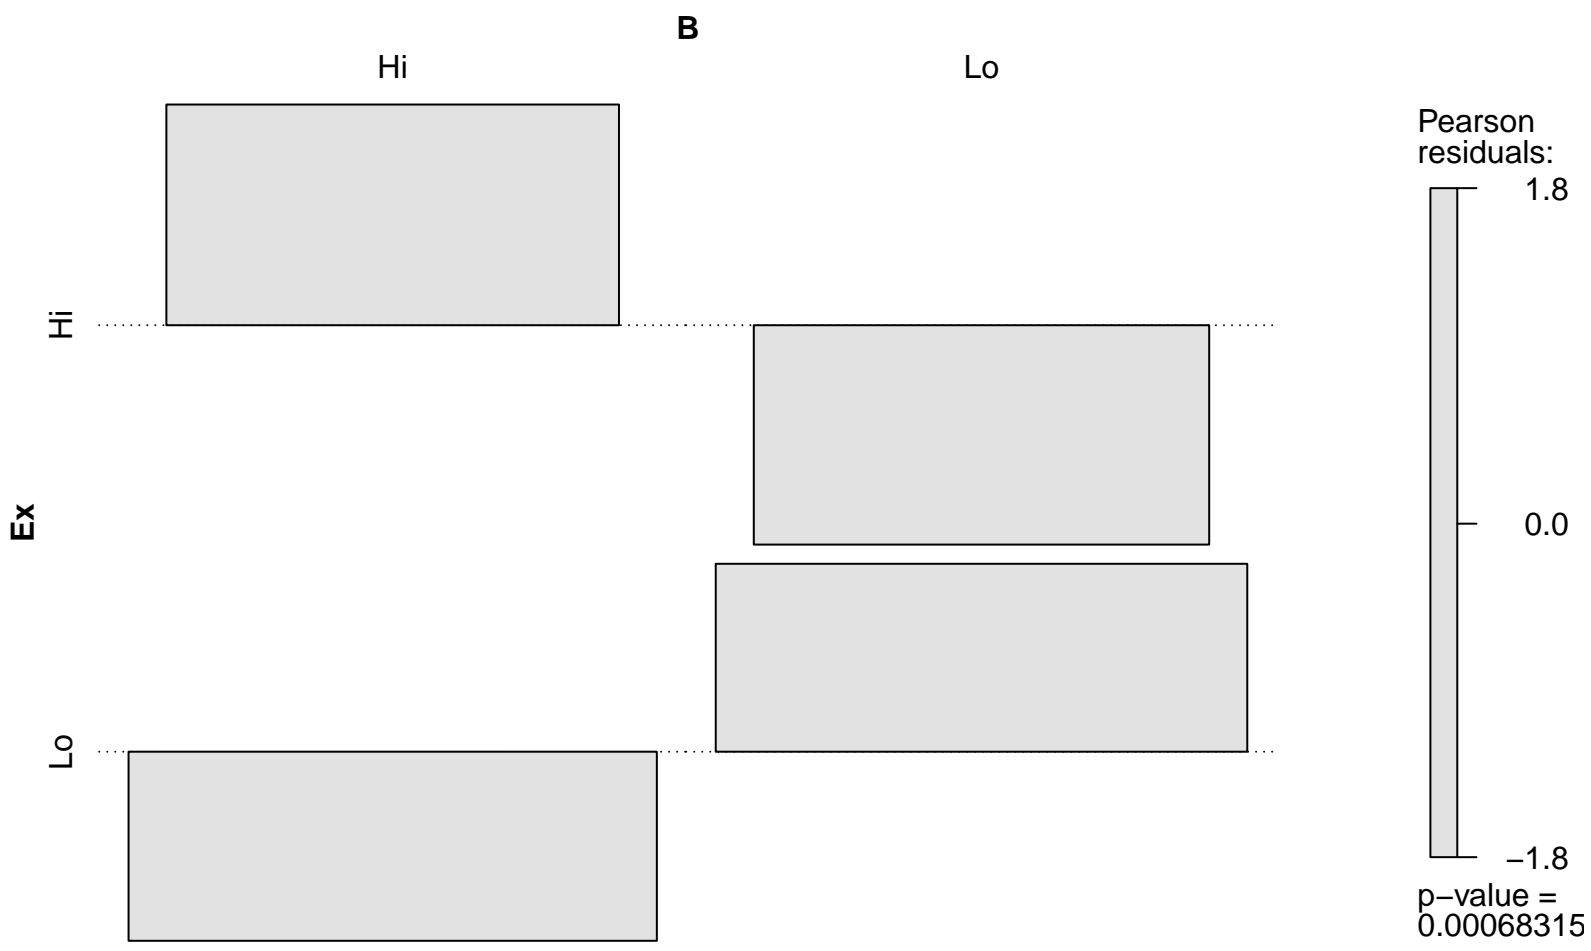 B
Hi
Lo
Ex
Hi
Lo
Pearson
residuals:
1.8
0.0
−1.8
p−value =
0.00068315